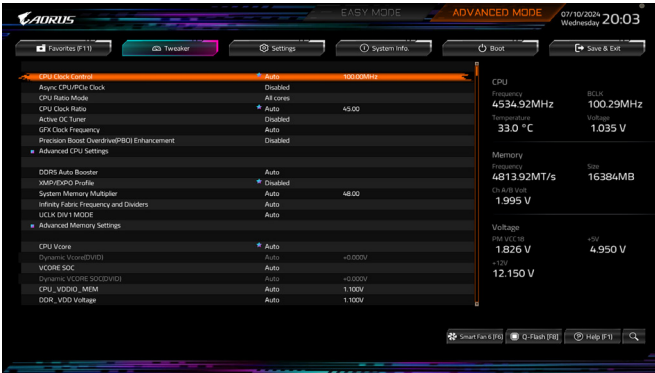 AORUS
EASY MODE
ADVANCED MODE
07/10/2024
Wednesday
20:03
Favorites (F11)
Tweaker
Settings
System Info.
Boot
Save & Exit
CPU Clock Control Auto 100.00MHz
Async CPU/PCIe Clock Disabled
CPU Ratio Mode All cores
CPU Clock Ratio Auto 45.00
Active OC Tuner Disabled
GFX Clock Frequency Auto
Precision Boost Overdrive(PBO) Enhancement Disabled
Advanced CPU Settings
DDR5 Auto Booster Auto
XMP/EXPO Profile Disabled
System Memory Multiplier Auto 48.00
Infinity Fabric Frequency and Dividers Auto
UCLK DIV1 MODE Auto
Advanced Memory Settings
CPU Vcore Auto
Dynamic Vcore(DVID) Auto +0.000V
VCORE SOC Auto
Dynamic VCORE SOC(DVID) Auto +0.000V
CPU_VDDIO_MEM Auto 1.100V
DDR_VDD Voltage Auto 1.100V
CPU
Frequency BCLK
4534.92MHz 100.29MHz
Temperature Voltage
33.0 °C 1.035 V
Memory
Frequency Size
4813.92MT/s 16384MB
Ch A/B Volt
1.995 V
Voltage
PM VCC18 +5V
1.826 V 4.950 V
+12V
12.150 V
Smart Fan 6 [F6]
Q-Flash [F8]
Help (F1)